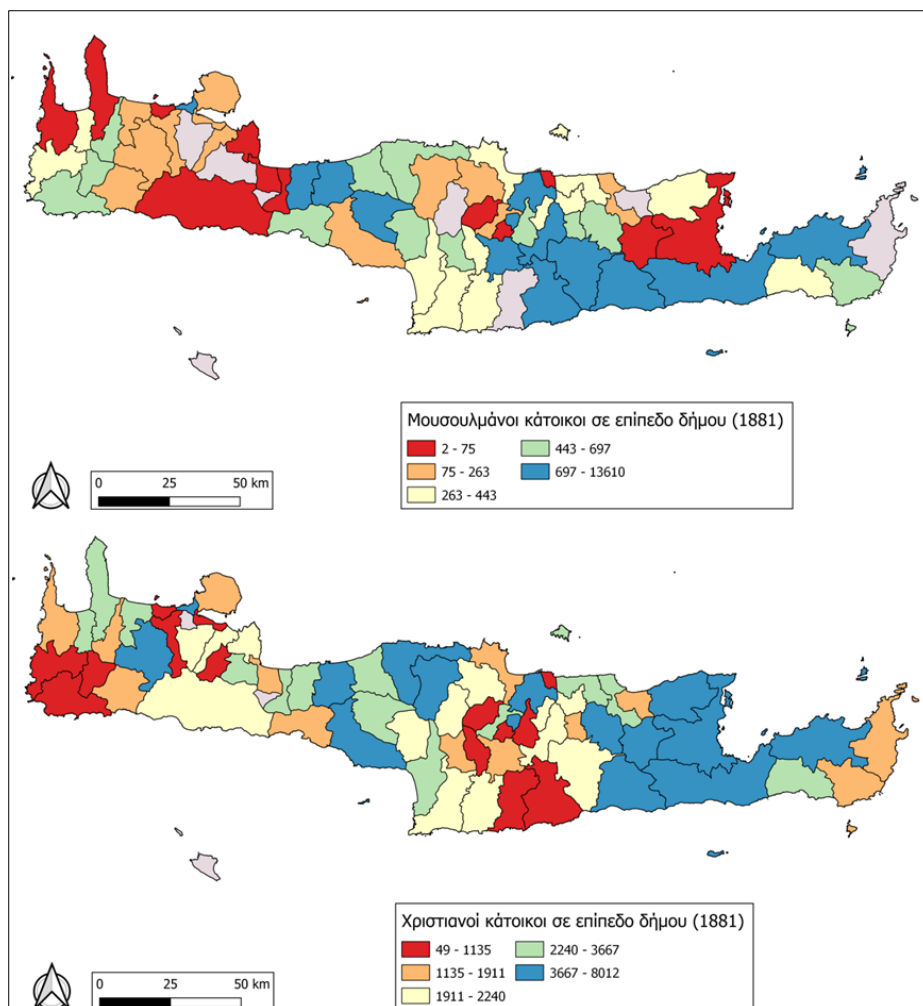 Μουσουλμάνοι κάτοικοι σε επίπεδο δήμου (1881)
2 - 75
443 - 697
75 - 263
697 - 13610
263 - 443
0 25 50 km
Χριστιανοί κάτοικοι σε επίπεδο δήμου (1881)
49 - 1135
2240 - 3667
1135 - 1911
3667 - 8012
1911 - 2240
0 25 50 km